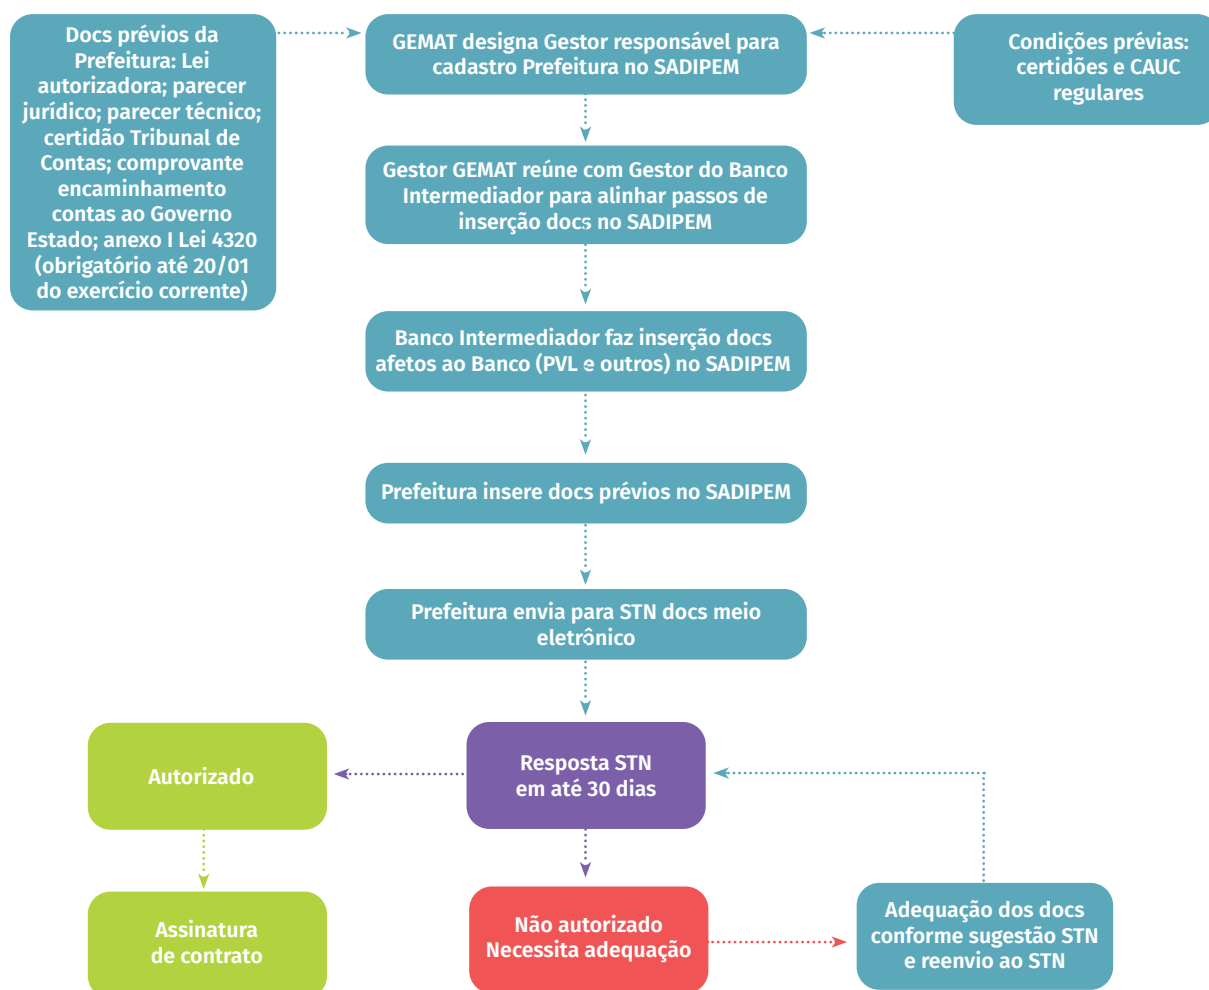 Docs prévios da
Prefeitura: Lei
autorizadora; parecer
jurídico; parecer técnico;
certidão Tribunal de
Contas; comprovante
encaminhamento
contas ao Governo
Estado; anexo I Lei 4320
(obrigatório até 20/01
do exercício corrente)
GEMAT designa Gestor responsável para
cadastro Prefeitura no SADIPEM
Condições prévias:
certidões e CAUC
regulares
Gestor GEMAT reúne com Gestor do Banco
Intermediador para alinhar passos de
inserção docs no SADIPEM
Banco Intermediador faz inserção docs
afetos ao Banco (PVL e outros) no SADIPEM
Prefeitura insere docs prévios no SADIPEM
Prefeitura envia para STN docs meio
eletrônico
Autorizado
Resposta STN
em até 30 dias
Assinatura
de contrato
Não autorizado
Necessita adequação
Adequação dos docs
conforme sugestão STN
e reenvio ao STN